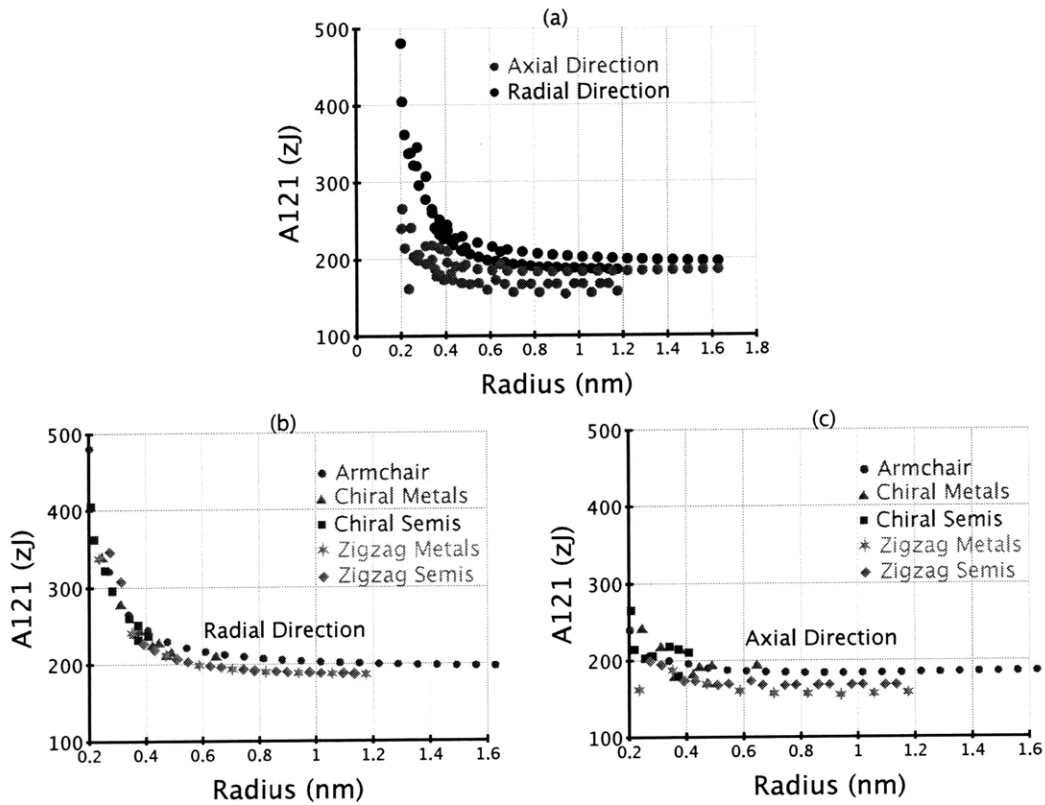 (a)
500
400
300
200
100
A121 (zJ)
Axial Direction
Radial Direction
0 0.2 0.4 0.6 0.8 1 1.2 1.4 1.6 1.8
Radius (nm)
(b)
500
400
300
200
100
A121 (zJ)
Armchair
Chiral Metals
Chiral Semis
Zigzag Metals
Zigzag Semis
Radial Direction
0.2 0.4 0.6 0.8 1 1.2 1.4 1.6
Radius (nm)
(c)
500
400
300
200
100
A121 (zJ)
Armchair
Chiral Metals
Chiral Semis
Zigzag Metals
Zigzag Semis
Axial Direction
0.2 0.4 0.6 0.8 1 1.2 1.4 1.6
Radius (nm)